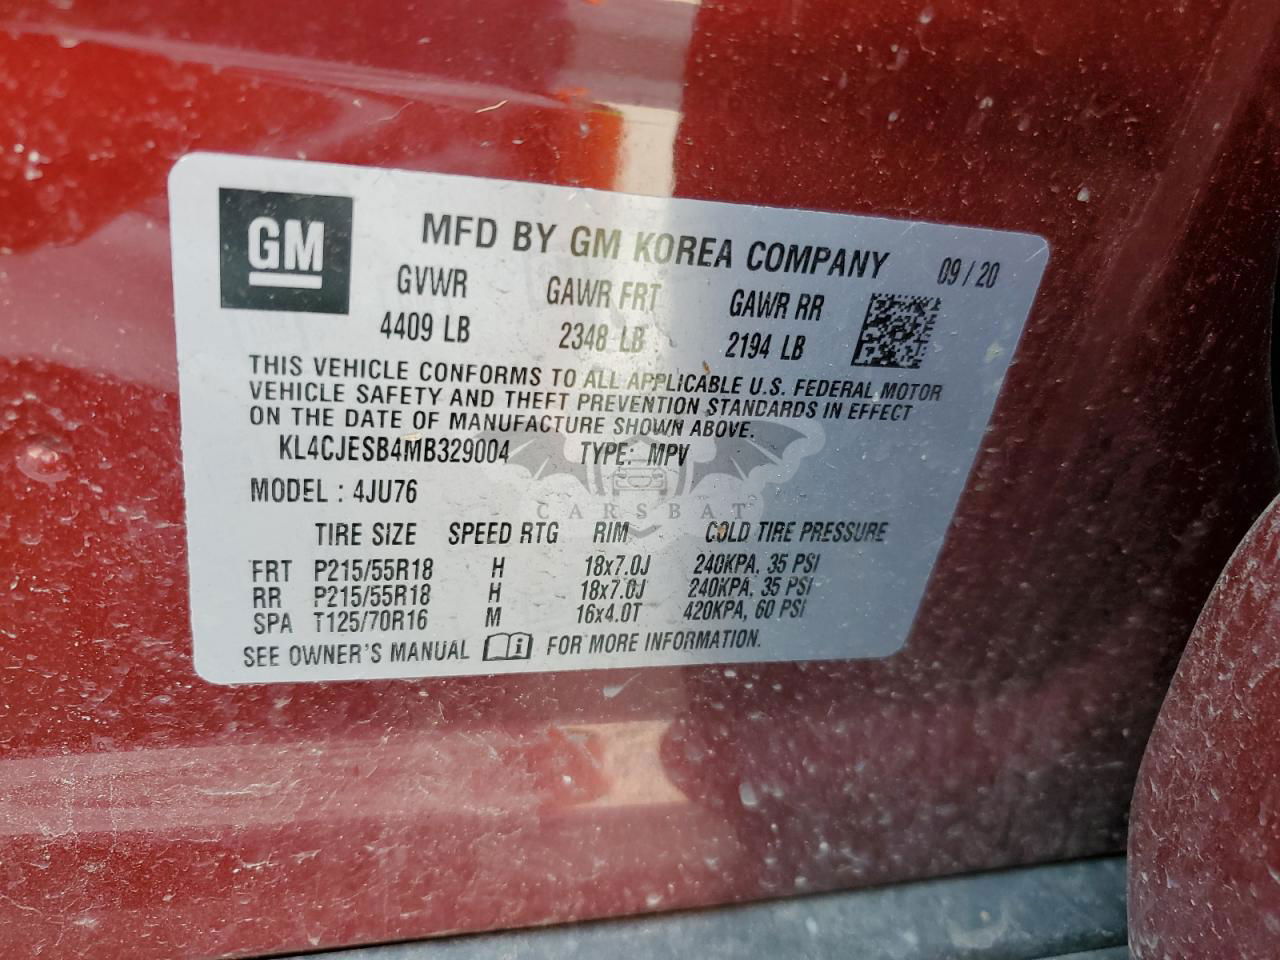 GM
MFD BY GM KOREA COMPANY 09/20
GVWR GAWR FRT GAWR RR
4409 LB 2348 LB 2194 LB
THIS VEHICLE CONFORMS TO ALL APPLICABLE U.S. FEDERAL MOTOR
VEHICLE SAFETY AND THEFT PREVENTION STANDARDS IN EFFECT
ON THE DATE OF MANUFACTURE SHOWN ABOVE.
KL4CJESB4MB329004 TYPE: MPV
MODEL : 4JU76
CARSBAT
TIRE SIZE SPEED RTG RIM COLD TIRE PRESSURE
FRT P215/55R18 H 18x7.0J 240KPA, 35 PSI
RR P215/55R18 H 18x7.0J 240KPA, 35 PSI
SPA T125/70R16 M 16x4.0T 420KPA, 60 PSI
SEE OWNER'S MANUAL i FOR MORE INFORMATION.